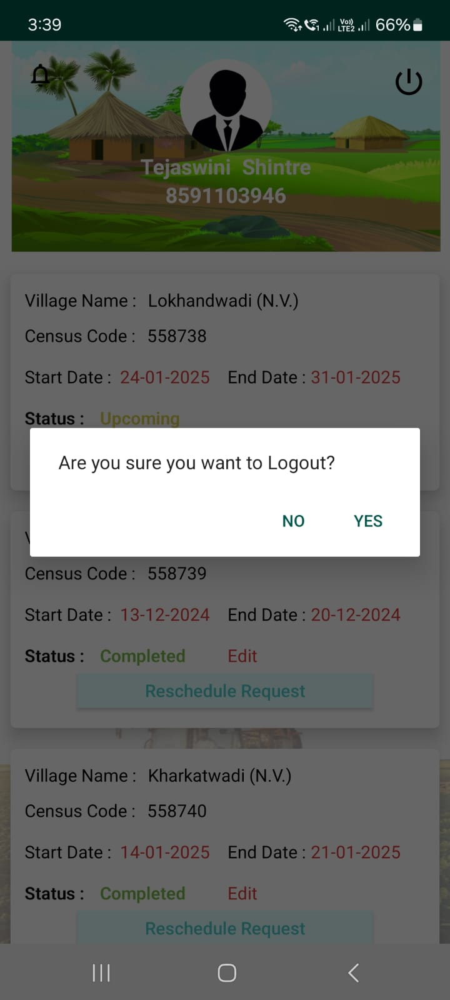 3:39
1 Vo)) LTE2 66%
Tejaswini Shintre
8591103946
Village Name : Lokhandwadi (N.V.)
Census Code : 558738
Start Date : 24-01-2025 End Date : 31-01-2025
Status : Upcoming
Are you sure you want to Logout?
NO YES
Census Code : 558739
Start Date : 13-12-2024 End Date : 20-12-2024
Status : Completed Edit
Reschedule Request
Village Name : Kharkatwadi (N.V.)
Census Code : 558740
Start Date : 14-01-2025 End Date : 21-01-2025
Status : Completed Edit
Reschedule Request